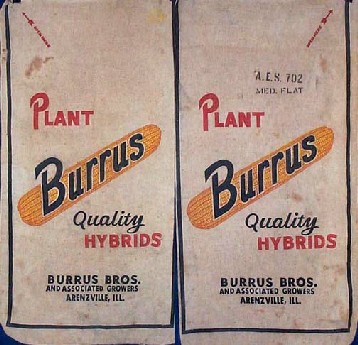 PLANT
Burrus
Quality
HYBRIDS
BURRUS BROS.
AND ASSOCIATED GROWERS
ARENZVILLE, ILL.
A.E.S. 702
MED. FLAT
PLANT
Burrus
Quality
HYBRIDS
BURRUS BROS.
AND ASSOCIATED GROWERS
ARENZVILLE, ILL.